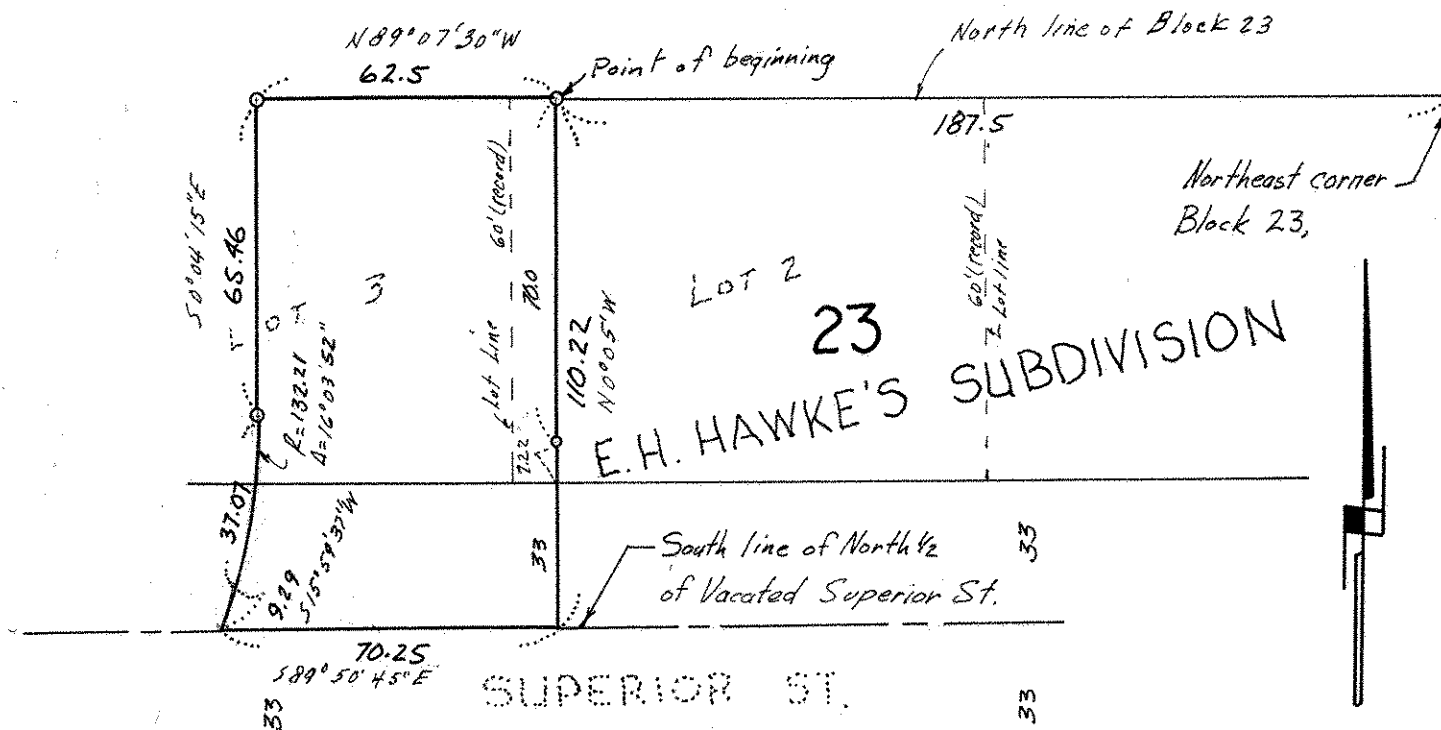 N89°07'30"W
62.5
Point of beginning
North line of Block 23
187.5
Northeast corner
Block 23,
S0°04'15"E
65.46
R=132.21
Δ=16°03'52"
3
60'(record)
Lot Line
7.22
70.0
110.22
N0°05'W
LOT 2
23
60'(record)
Lot line
E.H. HAWKE'S SUBDIVISION
37.07
9.29
S15°59'37"W
33
South line of North 1/2
of Vacated Superior St.
33
70.25
S89°50'45"E
SUPERIOR ST.
33
33